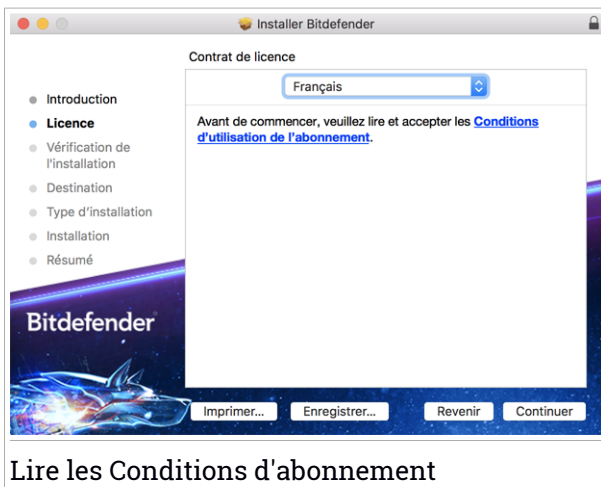 Installer Bitdefender
Contrat de licence
Français
Introduction
Licence
Vérification de
l'installation
Destination
Type d'installation
Installation
Résumé
Avant de commencer, veuillez lire et accepter les Conditions
d'utilisation de l'abonnement.
Bitdefender
Imprimer...
Enregistrer...
Revenir
Continuer
Lire les Conditions d'abonnement